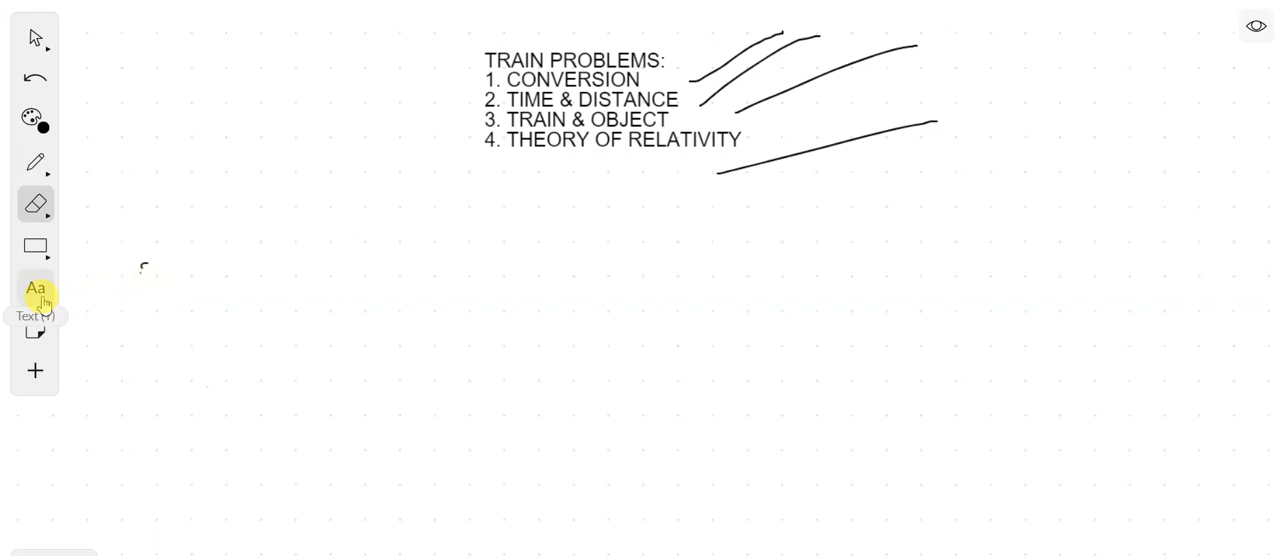 TRAIN PROBLEMS:
1. CONVERSION
2. TIME & DISTANCE
3. TRAIN & OBJECT
4. THEORY OF RELATIVITY
Aa
Text (T)